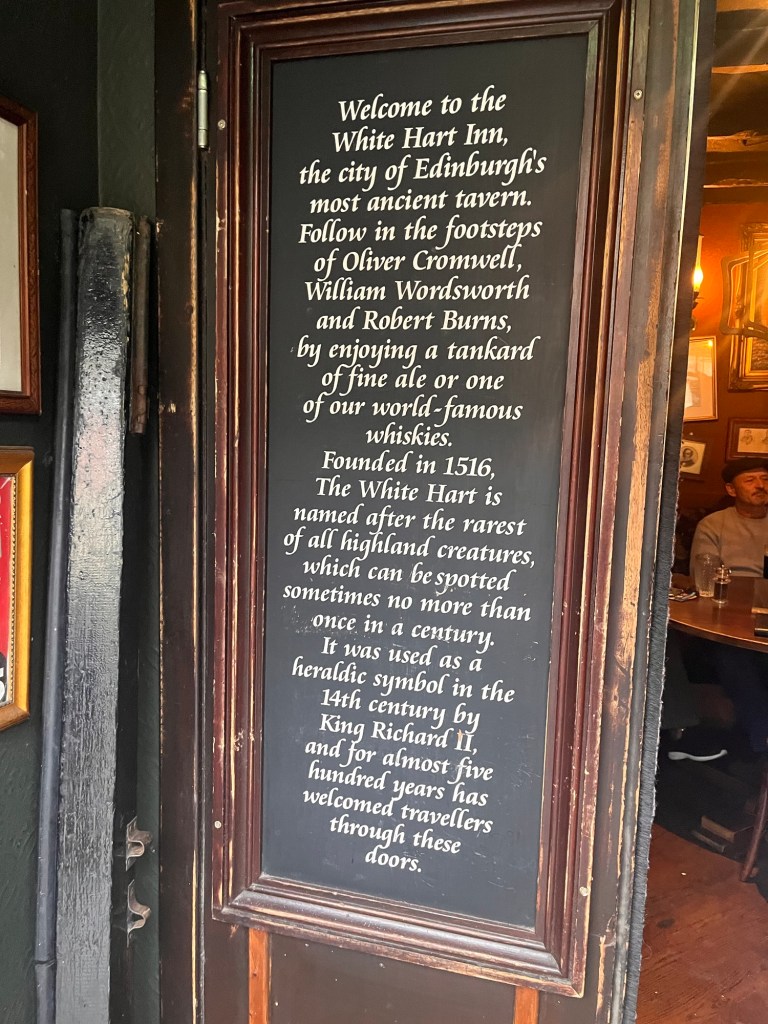 Welcome to the
White Hart Inn,
the city of Edinburgh's
most ancient tavern.
Follow in the footsteps
of Oliver Cromwell,
William Wordsworth
and Robert Burns,
by enjoying a tankard
of fine ale or one
of our world-famous
whiskies.
Founded in 1516,
The White Hart is
named after the rarest
of all highland creatures,
which can be spotted
sometimes no more than
once in a century.
It was used as a
heraldic symbol in the
14th century by
King Richard II,
and for almost five
hundred years has
welcomed travellers
through these
doors.